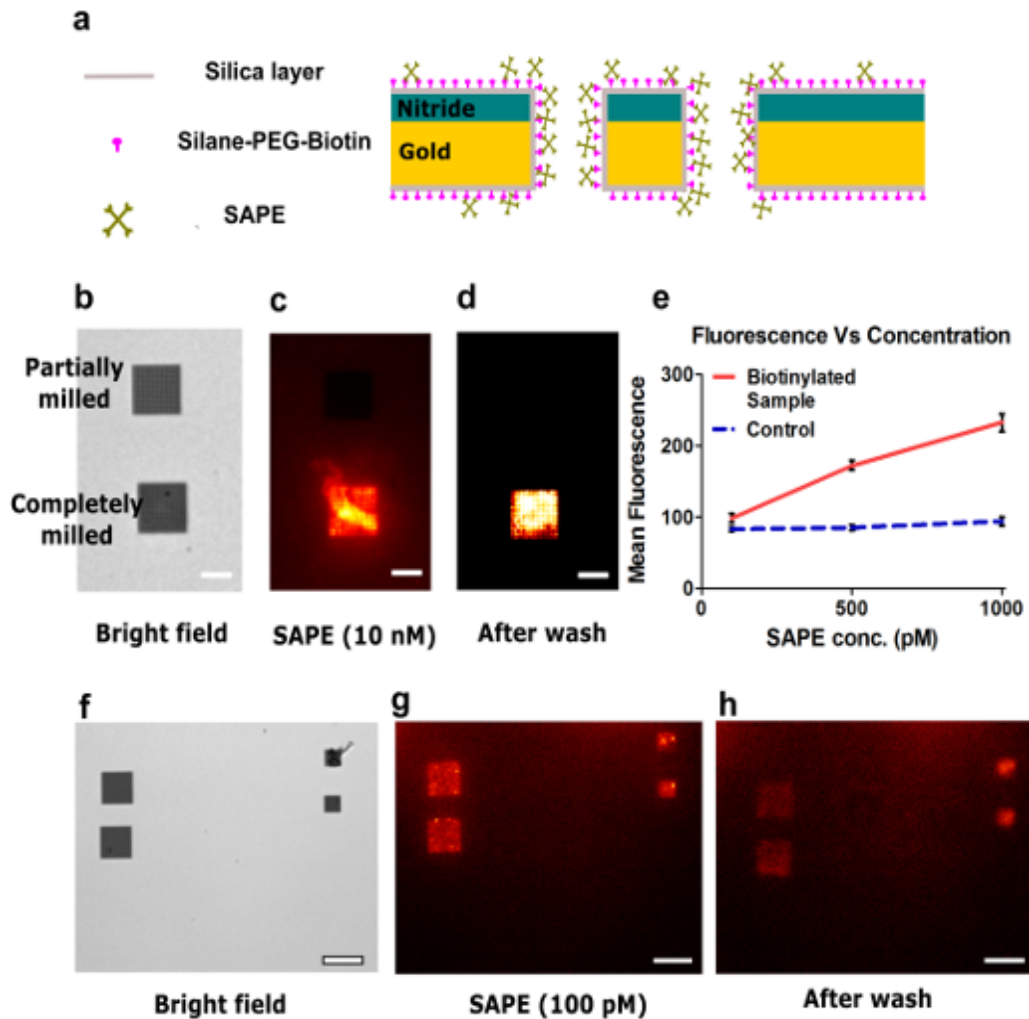 a
Silica layer
Silane-PEG-Biotin
SAPE
Nitride
Gold
b
Partially
milled
Completely
milled
Bright field
c
SAPE (10 nM)
d
After wash
e
Fluorescence Vs Concentration
Mean Fluorescence
300
200
100
0
Biotinylated
Sample
Control
0
500
1000
SAPE conc. (pM)
f
Bright field
g
SAPE (100 pM)
h
After wash